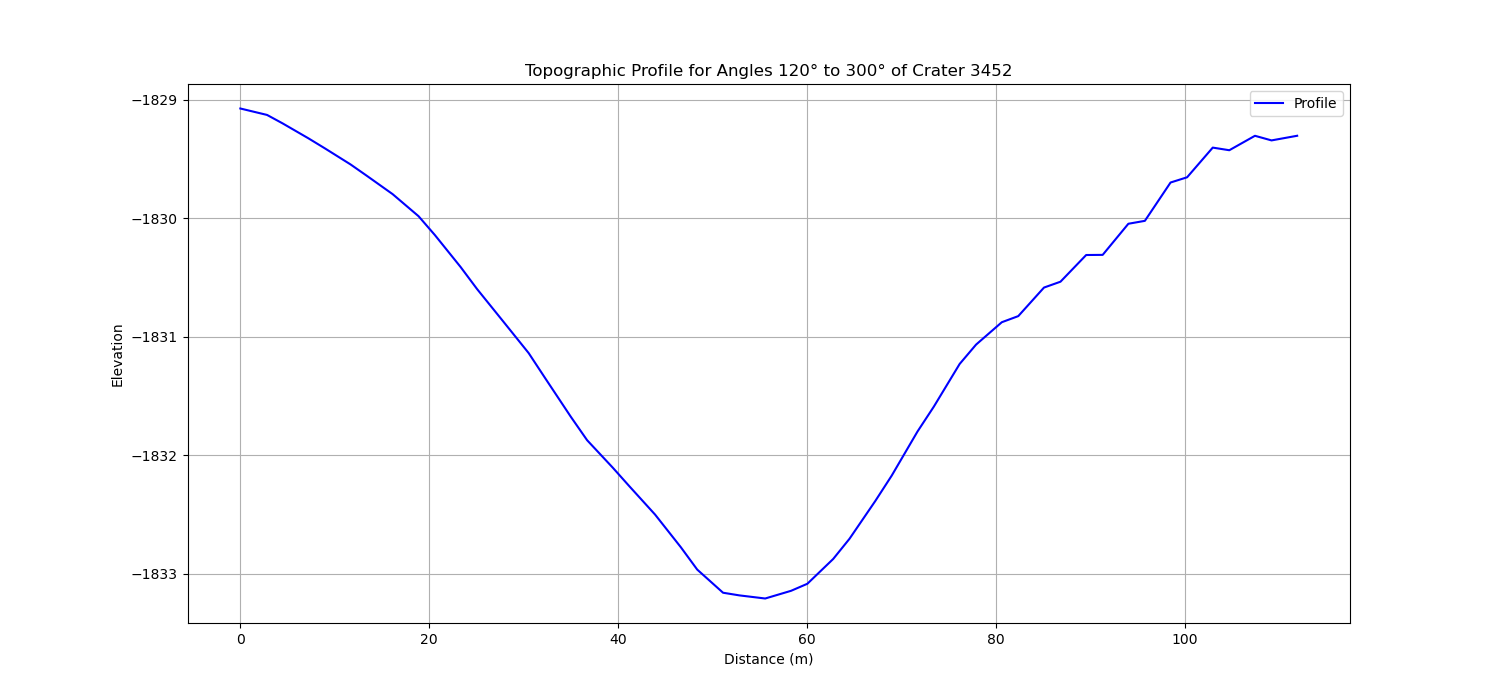 Topographic Profile for Angles 120° to 300° of Crater 3452
Profile
−1829
−1830
−1831
−1832
−1833
Elevation
0 20 40 60 80 100
Distance (m)